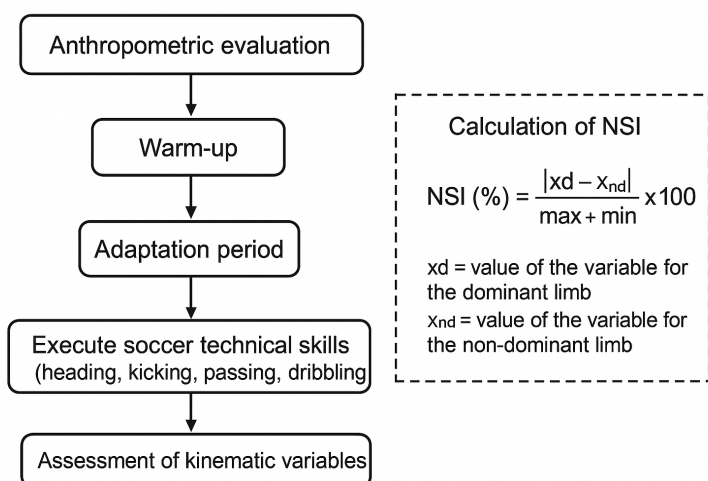 Anthropometric evaluation
Warm-up
Adaptation period
Execute soccer technical skills
(heading, kicking, passing, dribbling
Assessment of kinematic variables
Calculation of NSI
NSI (%) = |xd – xnd| / max + min x100
xd = value of the variable for
the dominant limb
xnd = value of the variable for
the non-dominant limb